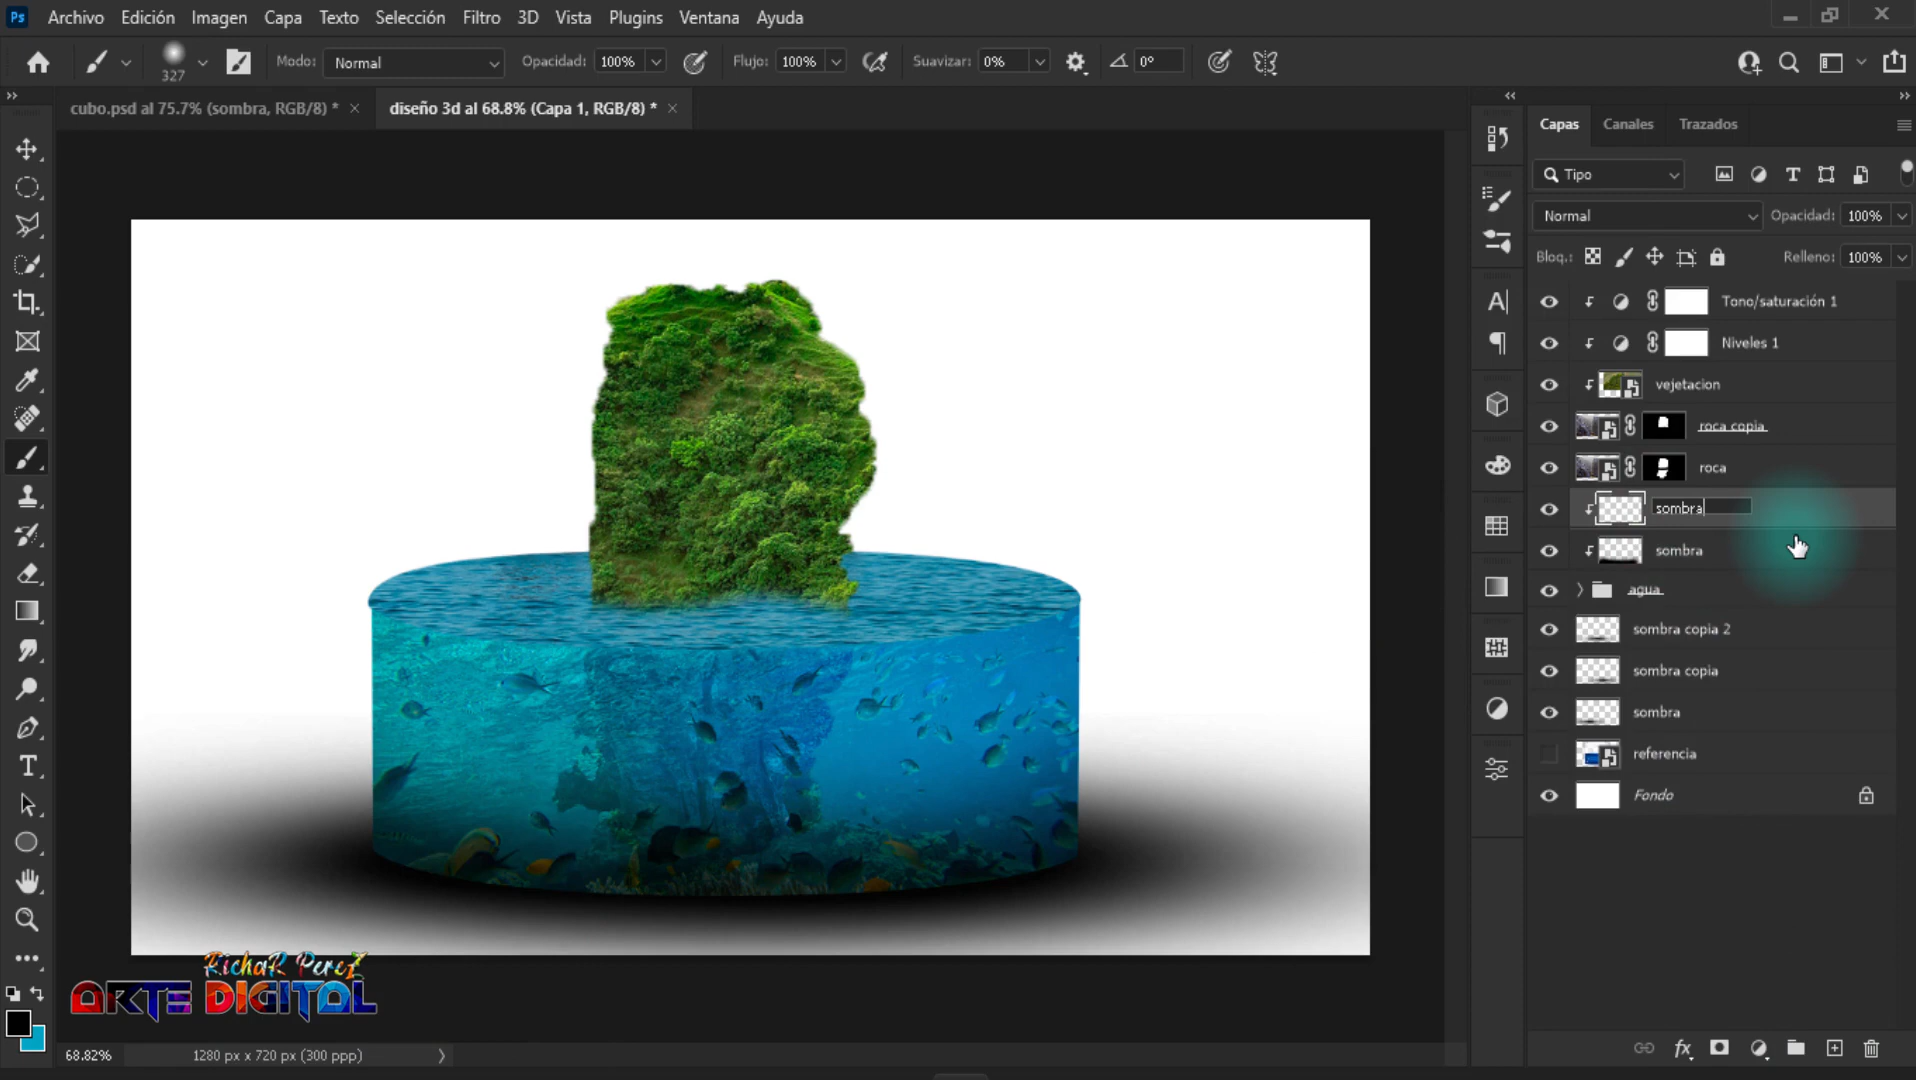 Ps Archivo Edición Imagen Capa Texto Selección Filtro 3D Vista Plugins Ventana Ayuda
327 Modo: Normal Opacidad: 100% Flujo: 100% Suavizar: 0% 0°
cubo.psd al 75.7% (sombra, RGB/8) * diseño 3d al 68.8% (Capa 1, RGB/8) *
Capas Canales Trazados
Tipo
Normal Opacidad: 100%
Bloq.: Relleno: 100%
Tono/saturación 1
Niveles 1
vejetacion
roca copia
roca
sombra
sombra
agua
sombra copia 2
sombra copia
sombra
referencia
Fondo
RichaR PereZ
ARTE DIGITAL
68.82% 1280 px x 720 px (300 ppp)
fx